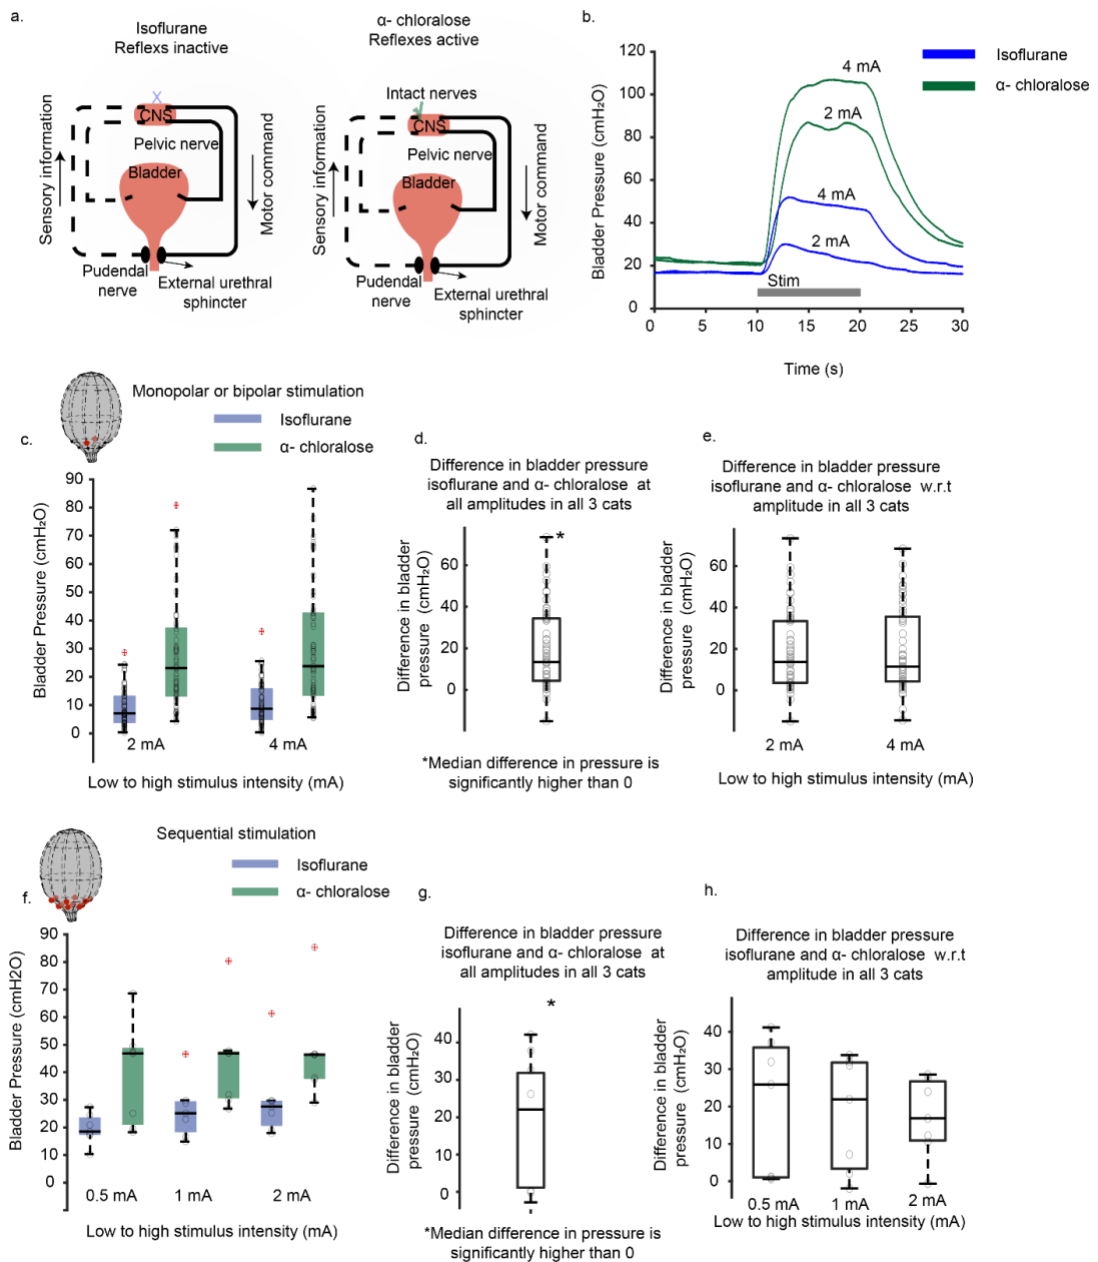 a.
Isoflurane
Reflexs inactive
α- chloralose
Reflexes active
X
CNS
Pelvic nerve
Bladder
Sensory information
Motor command
Pudendal
nerve
External urethral
sphincter
Intact nerves
CNS
Pelvic nerve
Bladder
Sensory information
Motor command
Pudendal
nerve
External urethral
sphincter
b.
Isoflurane
α- chloralose
120
100
80
60
40
20
0
Bladder Pressure (cmH2O)
4 mA
2 mA
4 mA
2 mA
Stim
0 5 10 15 20 25 30
Time (s)
Monopolar or bipolar stimulation
Isoflurane
α- chloralose
c.
90
80
70
60
50
40
30
20
10
0
Bladder Pressure (cmH₂O)
2 mA 4 mA
Low to high stimulus intensity (mA)
d.
Difference in bladder pressure
isoflurane and α- chloralose at
all amplitudes in all 3 cats
*
60
40
20
0
Difference in bladder
pressure (cmH₂O)
*Median difference in pressure is
significantly higher than 0
e.
Difference in bladder pressure
isoflurane and α- chloralose w.r.t
amplitude in all 3 cats
60
40
20
0
Difference in bladder
pressure (cmH₂O)
2 mA 4 mA
Low to high stimulus intensity (mA)
Sequential stimulation
Isoflurane
α- chloralose
f.
90
80
70
60
50
40
30
20
10
0
Bladder Pressure (cmH2O)
0.5 mA 1 mA 2 mA
Low to high stimulus intensity (mA)
g.
Difference in bladder pressure
isoflurane and α- chloralose at
all amplitudes in all 3 cats
*
40
30
20
10
0
Difference in bladder
pressure (cmH₂O)
*Median difference in pressure is
significantly higher than 0
h.
Difference in bladder pressure
isoflurane and α- chloralose w.r.t
amplitude in all 3 cats
40
30
20
10
0
Difference in bladder
pressure (cmH₂O)
0.5 mA 1 mA 2 mA
Low to high stimulus intensity (mA)